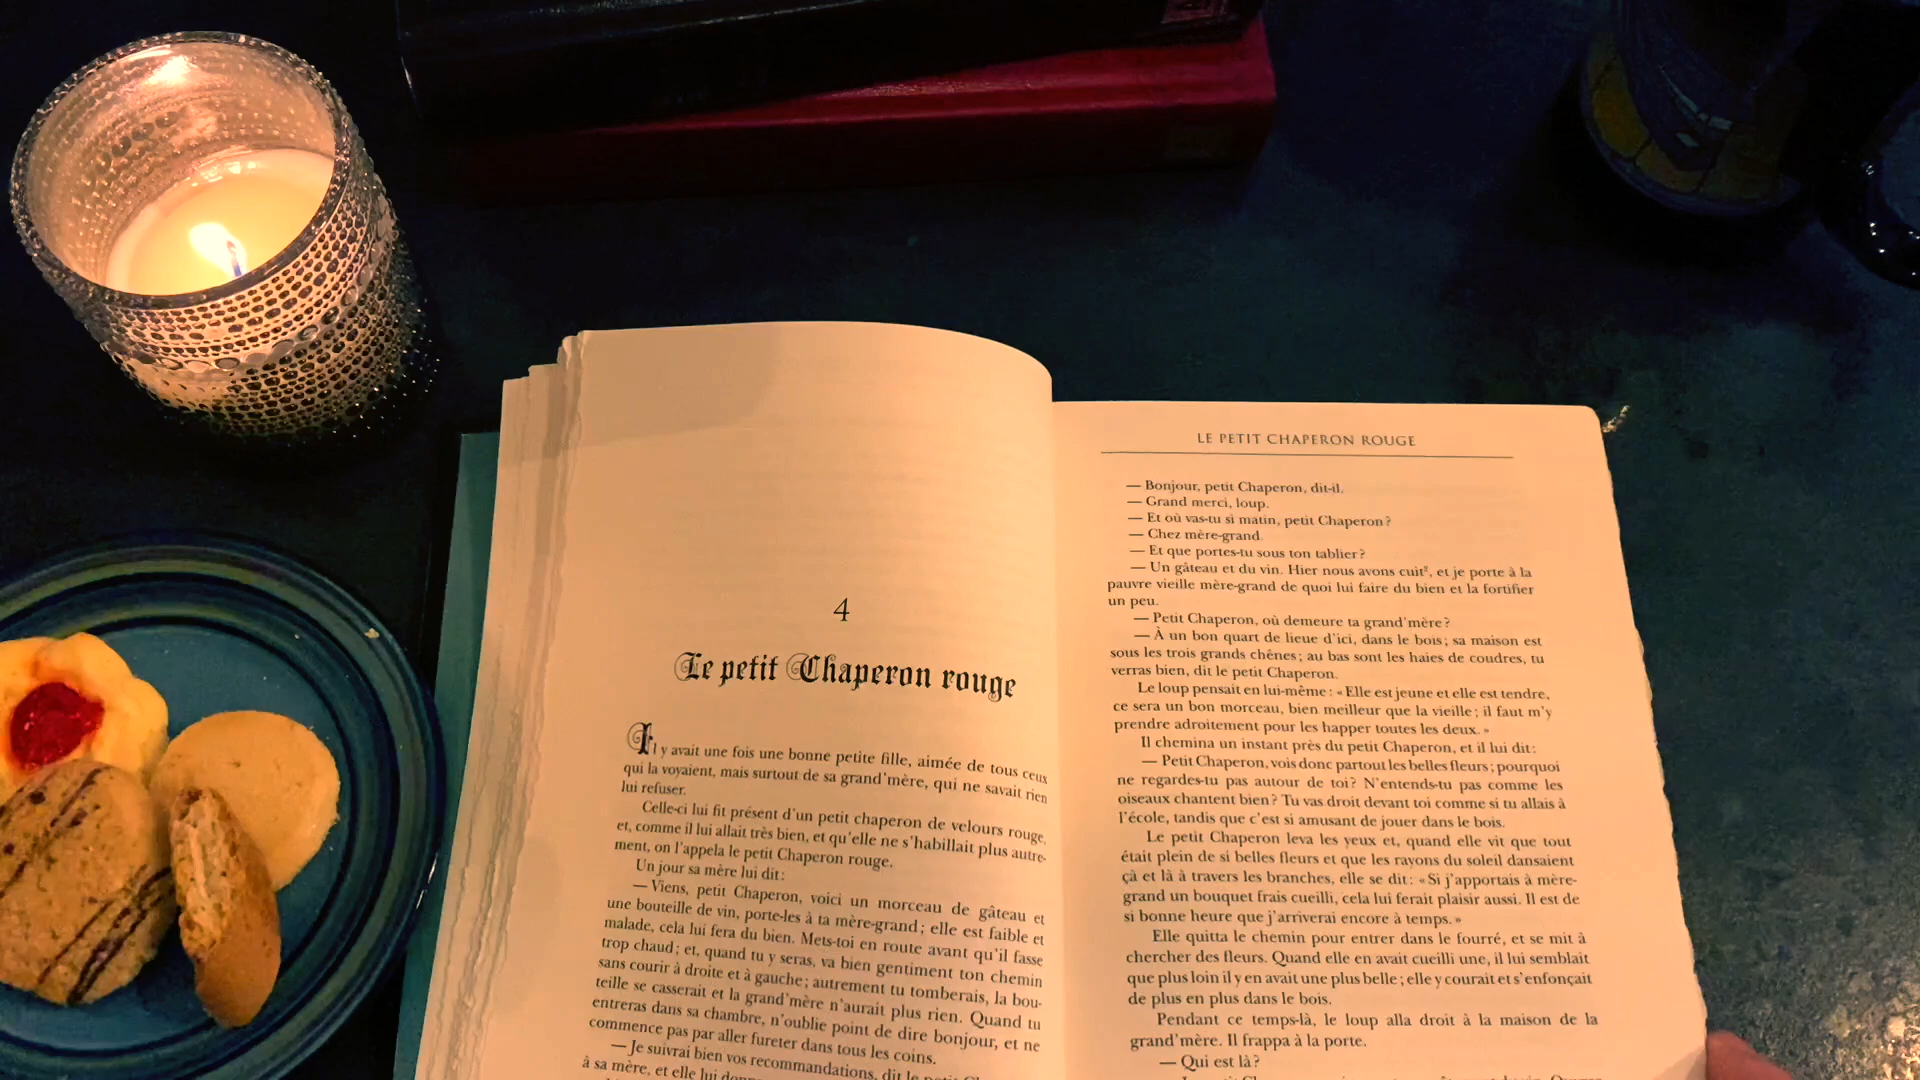 4
Le petit Chaperon rouge
Il y avait une fois une bonne petite fille, aimée de tous ceux
qui la voyaient, mais surtout de sa grand'mère, qui ne savait rien
lui refuser.
Celle-ci lui fit présent d'un petit chaperon de velours rouge,
et, comme il lui allait très bien, et qu'elle ne s'habillait plus autre-
ment, on l'appela le petit Chaperon rouge.
Un jour sa mère lui dit:
— Viens, petit Chaperon, voici un morceau de gâteau et
une bouteille de vin, porte-les à ta mère-grand; elle est faible et
malade, cela lui fera du bien. Mets-toi en route avant qu'il fasse
trop chaud; et, quand tu y seras, va bien gentiment ton chemin
sans courir à droite et à gauche; autrement tu tomberais, la bou-
teille se casserait et la grand'mère n'aurait plus rien. Quand tu
entreras dans sa chambre, n'oublie point de dire bonjour, et ne
commence pas par aller fureter dans tous les coins.
— Je suivrai bien vos recommandations, dit le petit
à sa mère, et elle lui
LE PETIT CHAPERON ROUGE
— Bonjour, petit Chaperon, dit-il.
— Grand merci, loup.
— Et où vas-tu si matin, petit Chaperon?
— Chez mère-grand.
— Et que portes-tu sous ton tablier?
— Un gâteau et du vin. Hier nous avons cuit², et je porte à la
pauvre vieille mère-grand de quoi lui faire du bien et la fortifier
un peu.
— Petit Chaperon, où demeure ta grand'mère?
— À un bon quart de lieue d'ici, dans le bois; sa maison est
sous les trois grands chênes; au bas sont les haies de coudres, tu
verras bien, dit le petit Chaperon.
Le loup pensait en lui-même: «Elle est jeune et elle est tendre,
ce sera un bon morceau, bien meilleur que la vieille; il faut m'y
prendre adroitement pour les happer toutes les deux.»
Il chemina un instant près du petit Chaperon, et il lui dit:
— Petit Chaperon, vois donc partout les belles fleurs; pourquoi
ne regardes-tu pas autour de toi? N'entends-tu pas comme les
oiseaux chantent bien? Tu vas droit devant toi comme si tu allais à
l'école, tandis que c'est si amusant de jouer dans le bois.
Le petit Chaperon leva les yeux et, quand elle vit que tout
était plein de si belles fleurs et que les rayons du soleil dansaient
çà et là à travers les branches, elle se dit: «Si j'apportais à mère-
grand un bouquet frais cueilli, cela lui ferait plaisir aussi. Il est de
si bonne heure que j'arriverai encore à temps.»
Elle quitta le chemin pour entrer dans le fourré, et se mit à
chercher des fleurs. Quand elle en avait cueilli une, il lui semblait
que plus loin il y en avait une plus belle; elle y courait et s'enfonçait
de plus en plus dans le bois.
Pendant ce temps-là, le loup alla droit à la maison de la
grand'mère. Il frappa à la porte.
— Qui est là?